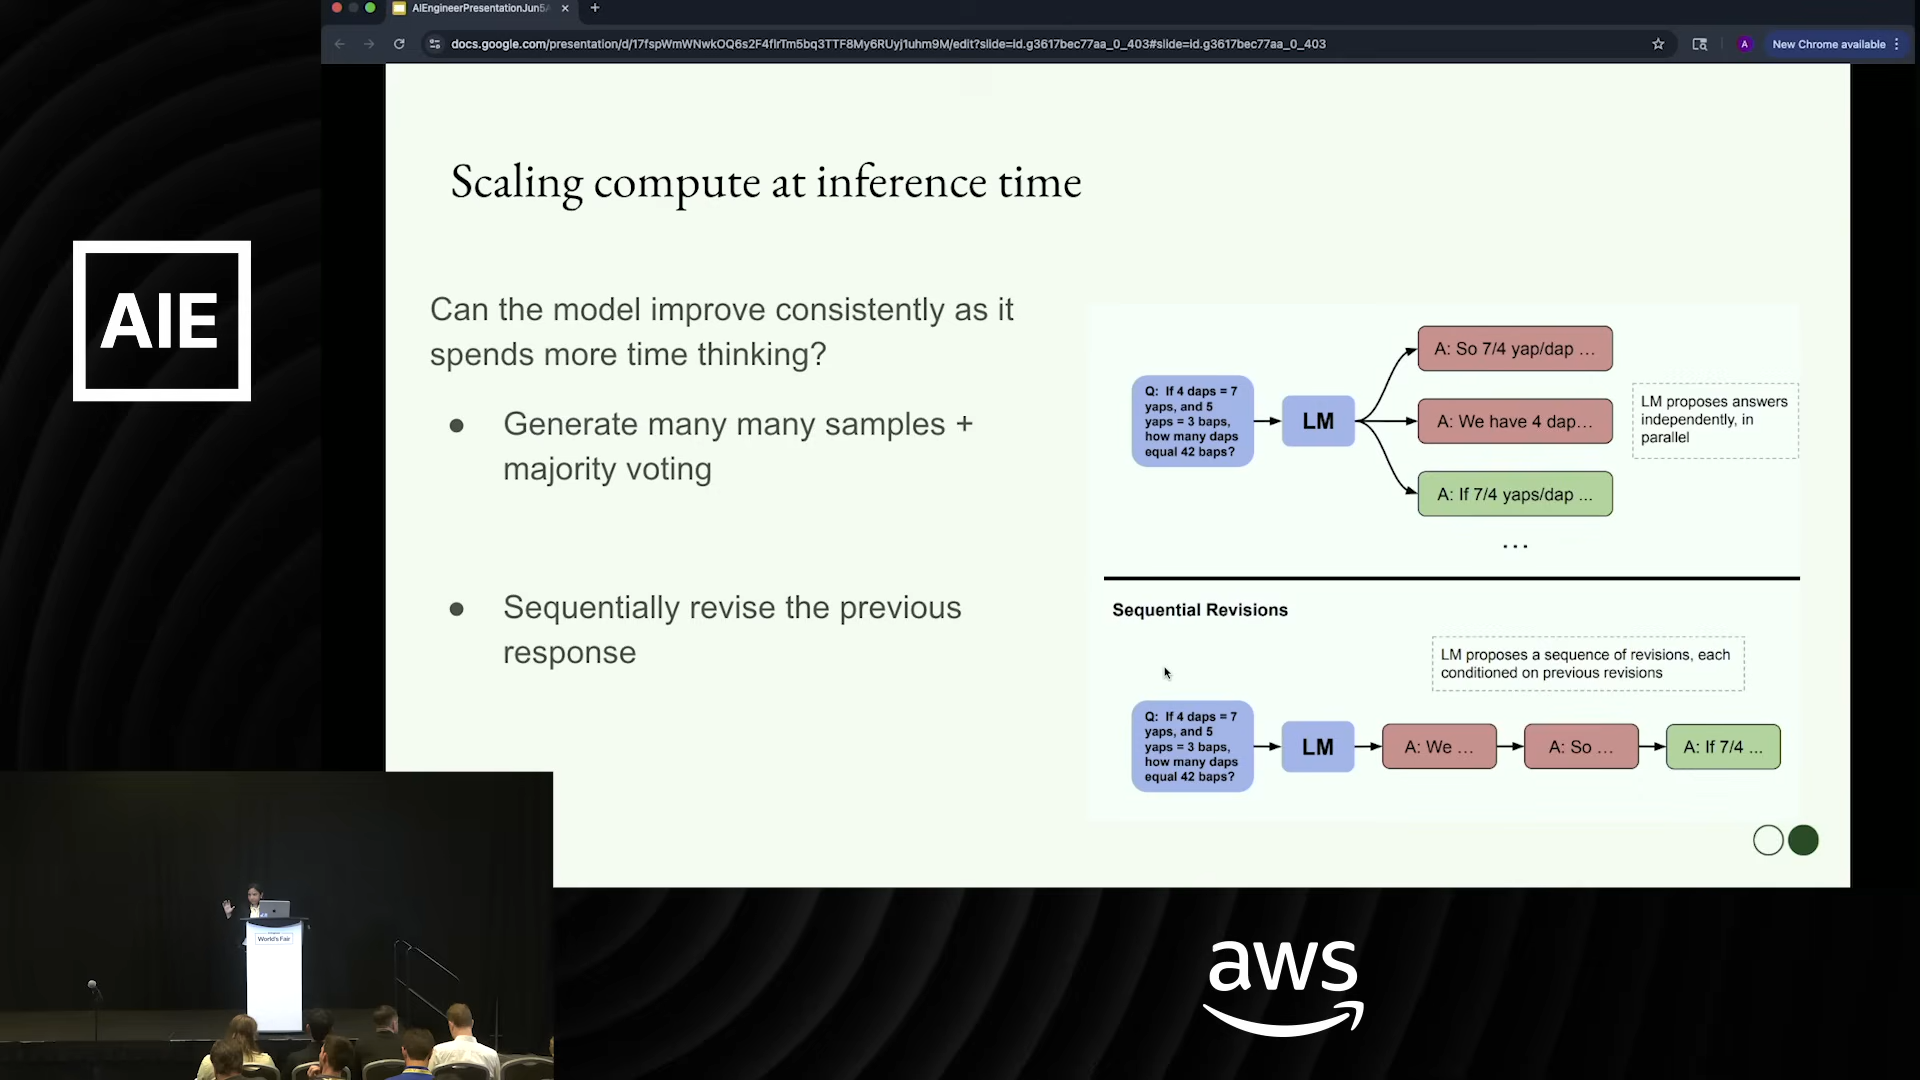 AIEngineerPresentationJun5
docs.google.com/presentation/d/17fspWmWNwkOQ6s2F4flrTm5bq3TTF8My6RUyj1uhm9M/edit?slide=id.g3617bec77aa_0_403#slide=id.g3617bec77aa_0_403
A
New Chrome available
AIE
Scaling compute at inference time
Can the model improve consistently as it
spends more time thinking?
● Generate many many samples +
majority voting
● Sequentially revise the previous
response
Q: If 4 daps = 7
yaps, and 5
yaps = 3 baps,
how many daps
equal 42 baps?
LM
A: So 7/4 yap/dap ...
A: We have 4 dap...
A: If 7/4 yaps/dap ...
...
LM proposes answers
independently, in
parallel
Sequential Revisions
LM proposes a sequence of revisions, each
conditioned on previous revisions
Q: If 4 daps = 7
yaps, and 5
yaps = 3 baps,
how many daps
equal 42 baps?
LM
A: We ...
A: So ...
A: If 7/4 ...
World's Fair
aws